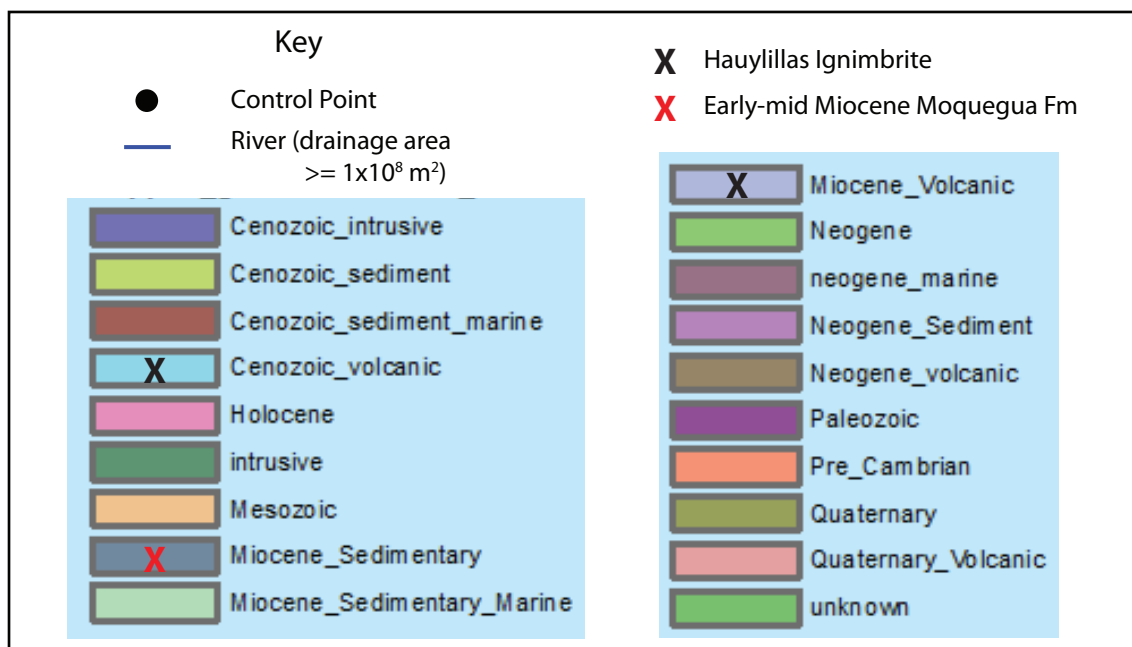 Key
Control Point
River (drainage area
>= 1x10⁸ m²)
Cenozoic_intrusive
Cenozoic_sediment
Cenozoic_sediment_marine
X
Cenozoic_volcanic
Holocene
intrusive
Mesozoic
X
Miocene_Sedimentary
Miocene_Sedimentary_Marine
X Hauylillas Ignimbrite
X Early-mid Miocene Moquegua Fm
X
Miocene_Volcanic
Neogene
neogene_marine
Neogene_Sediment
Neogene_volcanic
Paleozoic
Pre_Cambrian
Quaternary
Quaternary_Volcanic
unknown